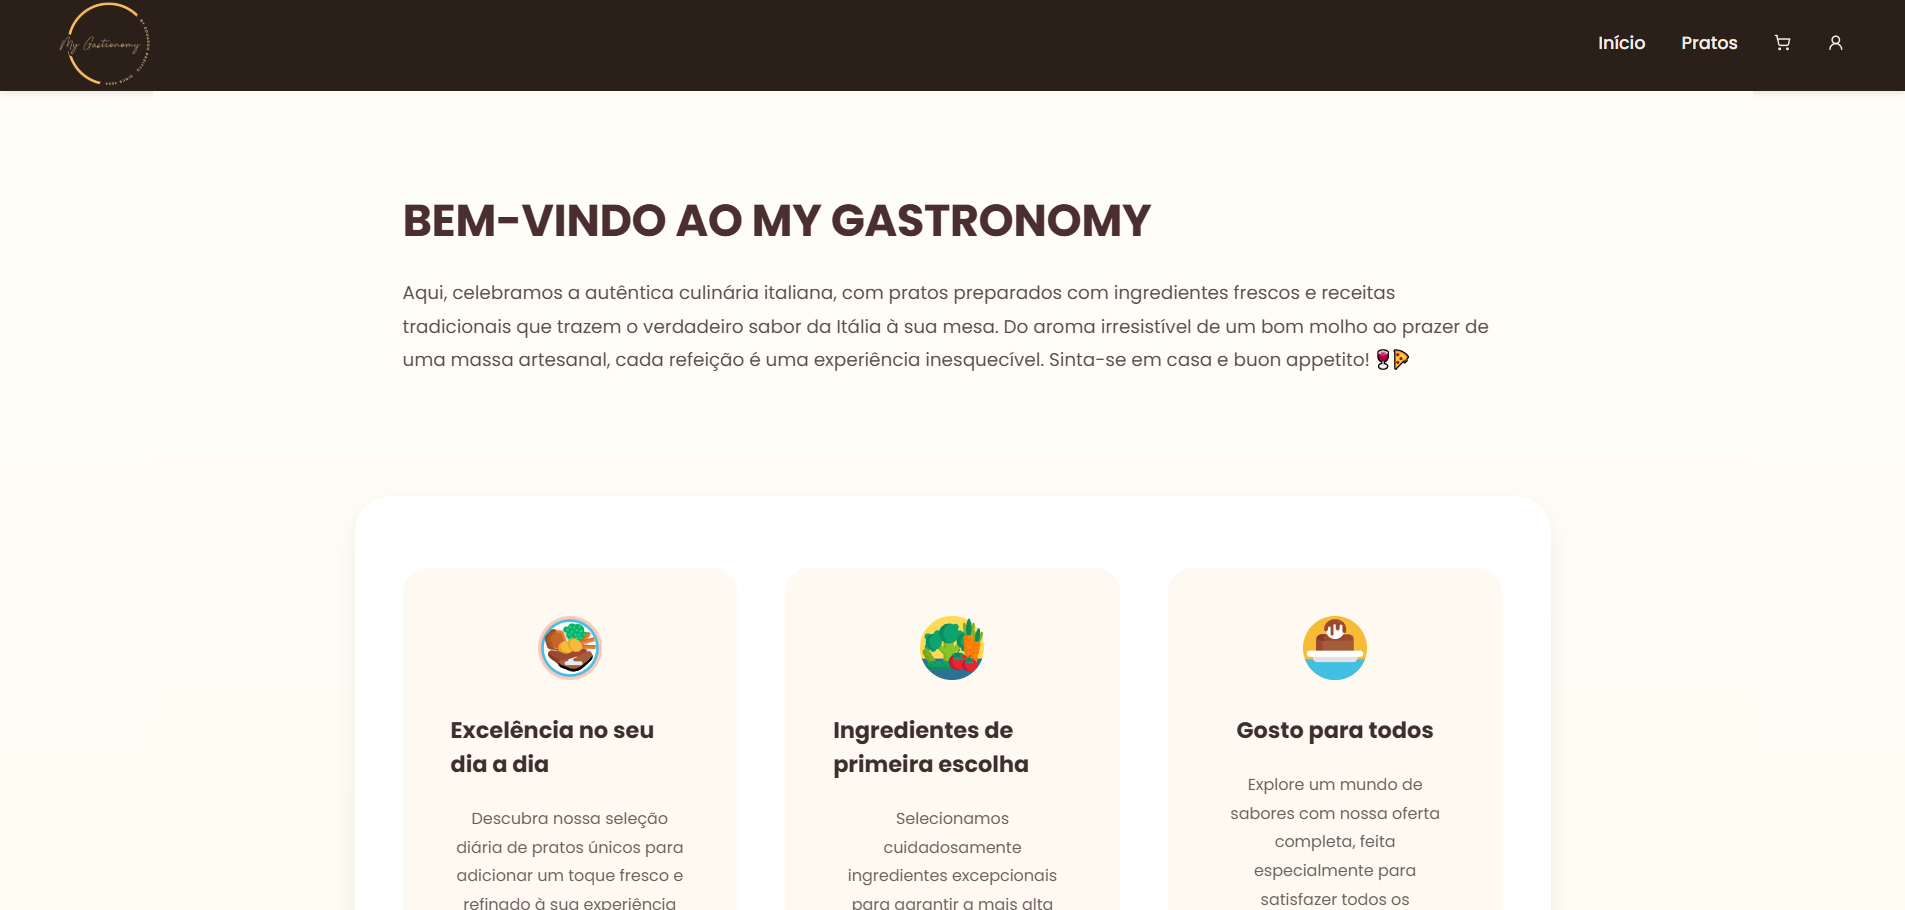 My Gastronomy
Início
Pratos
BEM-VINDO AO MY GASTRONOMY
Aqui, celebramos a autêntica culinária italiana, com pratos preparados com ingredientes frescos e receitas
tradicionais que trazem o verdadeiro sabor da Itália à sua mesa. Do aroma irresistível de um bom molho ao prazer de
uma massa artesanal, cada refeição é uma experiência inesquecível. Sinta-se em casa e buon appetito! 🍷🍕
Excelência no seu
dia a dia
Descubra nossa seleção
diária de pratos únicos para
adicionar um toque fresco e
refinado à sua experiência
Ingredientes de
primeira escolha
Selecionamos
cuidadosamente
ingredientes excepcionais
para garantir a mais alta
Gosto para todos
Explore um mundo de
sabores com nossa oferta
completa, feita
especialmente para
satisfazer todos os